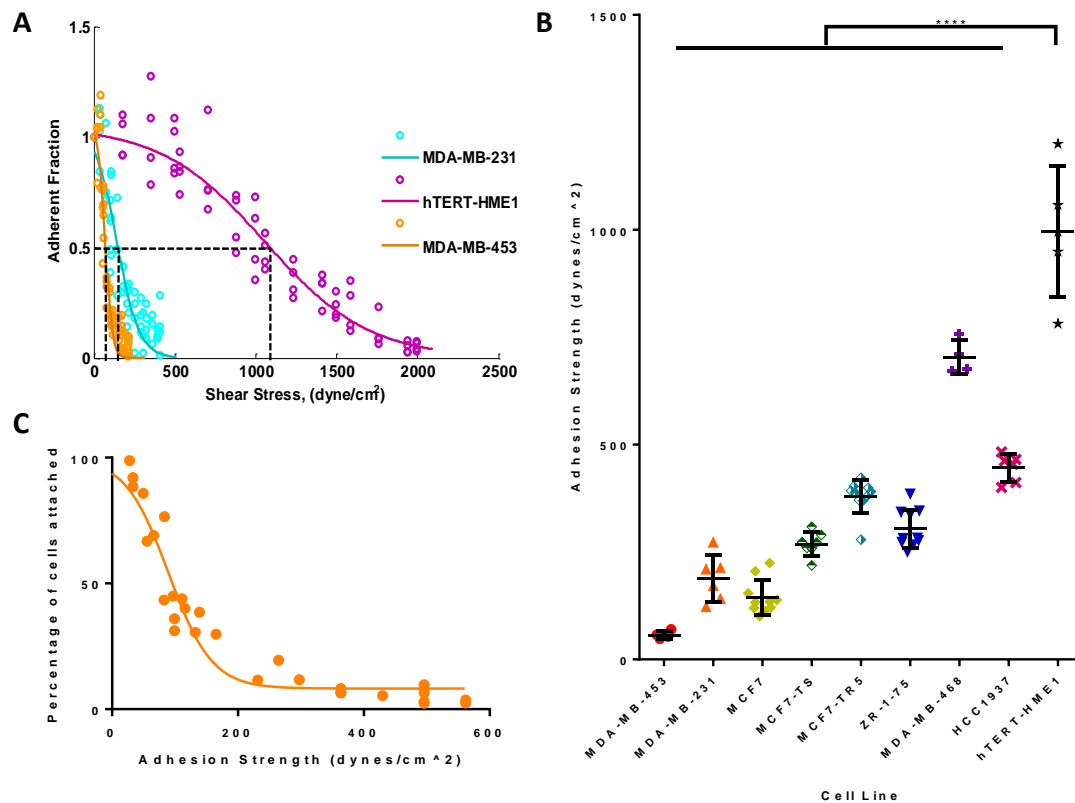 A
Adherent Fraction
1.5
1
0.5
0
0
500
1000
1500
2000
2500
Shear Stress, (dyne/cm²)
MDA-MB-231
hTERT-HME1
MDA-MB-453
B
Adhesion Strength (dynes/cm^2)
1500
1000
500
0
****
MDA-MB-453
MDA-MB-231
MCF7
MCF7-TS
MCF7-TR5
ZR-1-75
MDA-MB-468
HCC1937
hTERT-HME1
Cell Line
C
Percentage of cells attached
100
50
0
0
200
400
600
Adhesion Strength (dynes/cm^2)